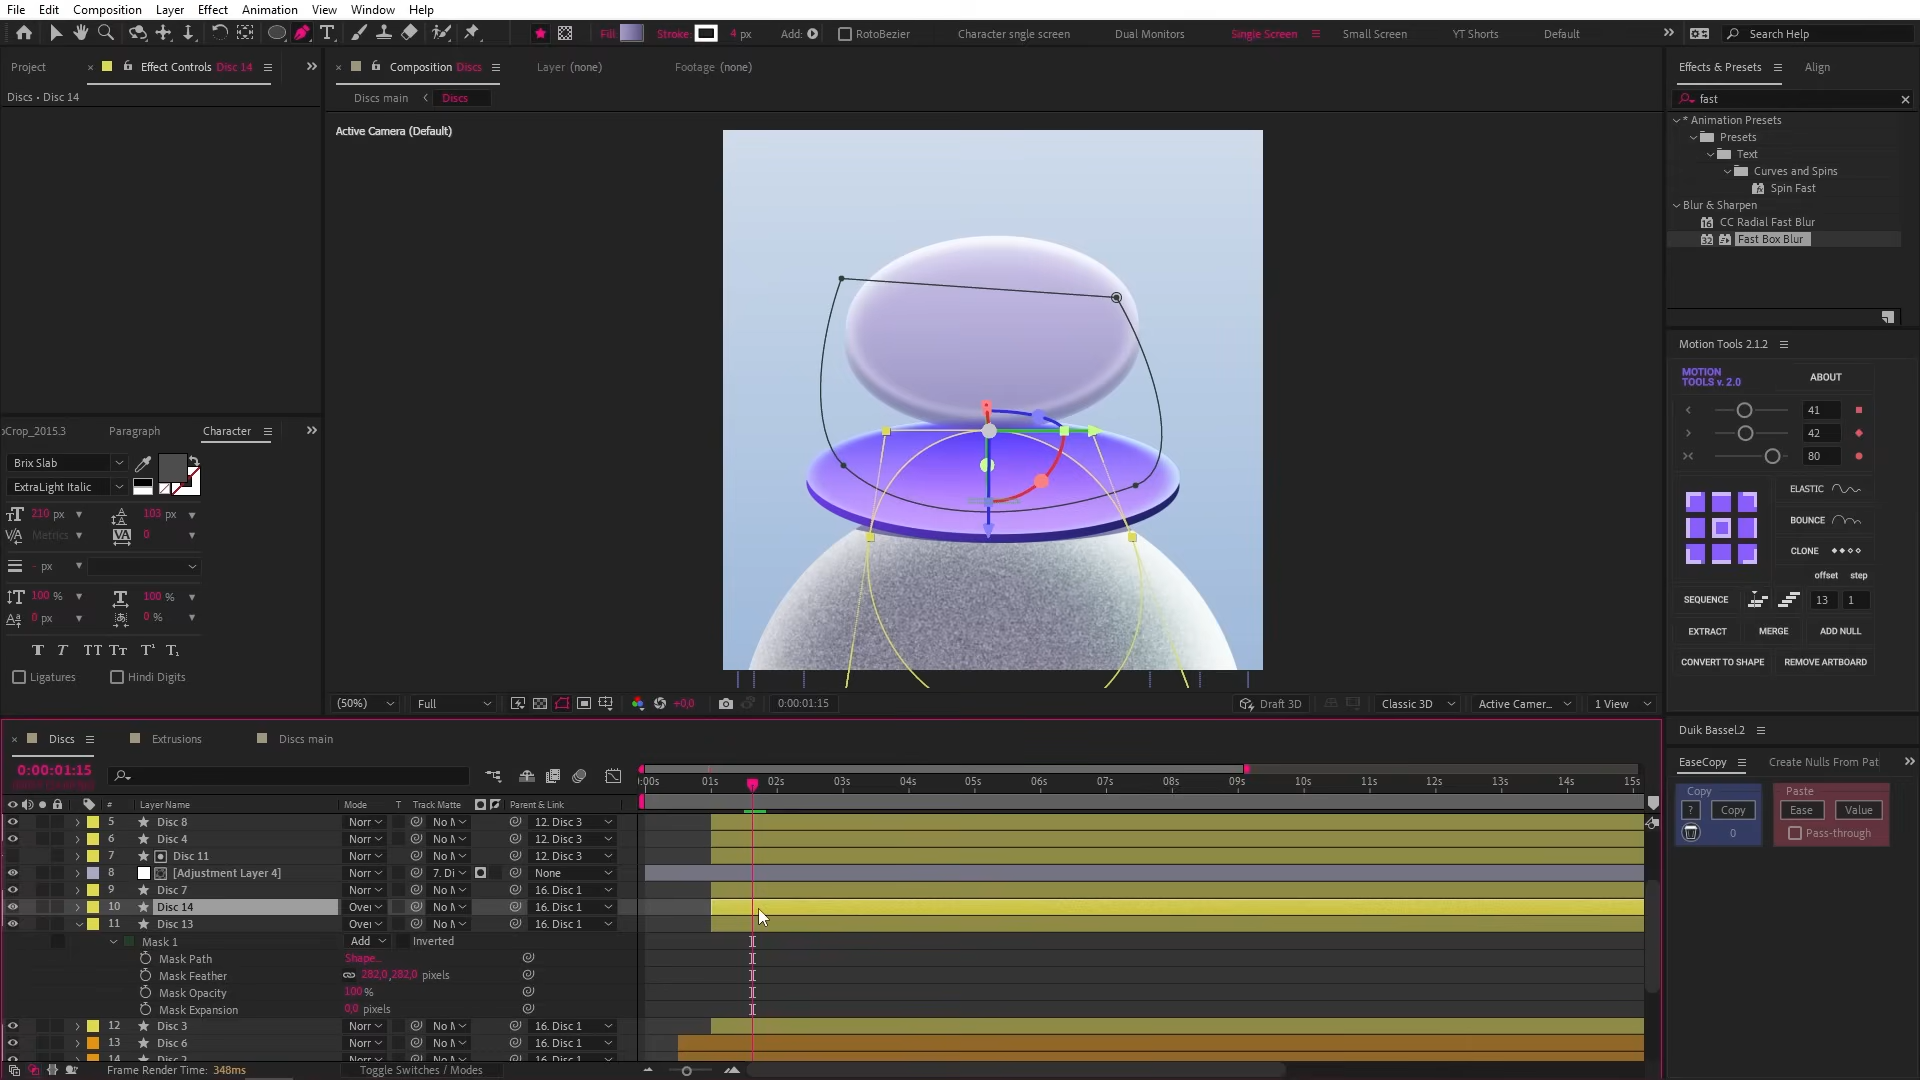 File Edit Composition Layer Effect Animation View Window Help
Fill: Stroke: 4 px Add: RotoBezier Character sngle screen Dual Monitors Single Screen Small Screen YT Shorts Default Search Help
Project Effect Controls Disc 14 Composition Discs Layer (none) Footage (none) Effects & Presets Align
Discs • Disc 14
Discs main Discs
fast
* Animation Presets
Presets
Text
Curves and Spins
Spin Fast
Blur & Sharpen
CC Radial Fast Blur
Fast Box Blur
Active Camera (Default)
Motion Tools 2.1.2
MOTION
TOOLS v. 2.0
ABOUT
41
42
80
ELASTIC
BOUNCE
CLONE
offset step
SEQUENCE 13 1
EXTRACT MERGE ADD NULL
CONVERT TO SHAPE REMOVE ARTBOARD
oCrop_2015.3 Paragraph Character
Brix Slab
ExtraLight Italic
210 px 103 px
Metrics 0
- px
100 % 100 %
0 px 0 %
Ligatures Hindi Digits
(50%) Full +0,0 0:00:01:15 Draft 3D Classic 3D Active Camer... 1 View
Duik Bassel.2
EaseCopy Create Nulls From Pat
Copy Paste
? Copy Ease Value
0 Pass-through
Discs Extrusions Discs main
0:00:01:15
:00s 01s 02s 03s 04s 05s 06s 07s 08s 09s 10s 11s 12s 13s 14s 15s
# Layer Name Mode T Track Matte Parent & Link
5 Disc 8 Norr No M 12. Disc 3
6 Disc 4 Norr No M 12. Disc 3
7 Disc 11 Norr No M 12. Disc 3
8 [Adjustment Layer 4] Norr 7. Di None
9 Disc 7 Norr No M 16. Disc 1
10 Disc 14 Over No M 16. Disc 1
11 Disc 13 Over No M 16. Disc 1
Mask 1 Add Inverted
Mask Path Shape...
Mask Feather 282,0,282,0 pixels
Mask Opacity 100 %
Mask Expansion 0,0 pixels
12 Disc 3 Norr No M 16. Disc 1
13 Disc 6 Norr No M 16. Disc 1
14 Disc 2 Norr No M 16. Disc 1
Frame Render Time: 348ms Toggle Switches / Modes